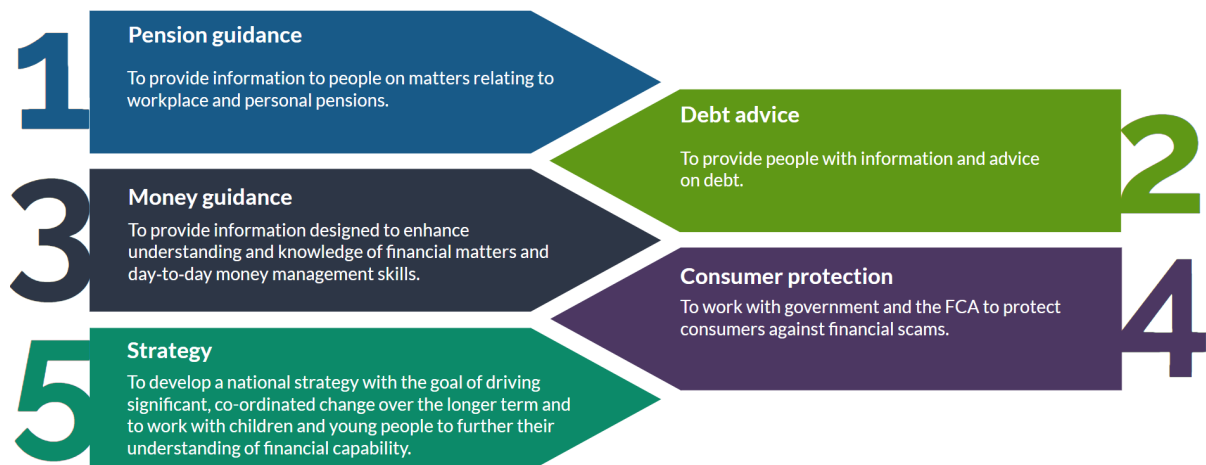 1
Pension guidance
To provide information to people on matters relating to
workplace and personal pensions.
2
Debt advice
To provide people with information and advice
on debt.
3
Money guidance
To provide information designed to enhance
understanding and knowledge of financial matters and
day-to-day money management skills.
4
Consumer protection
To work with government and the FCA to protect
consumers against financial scams.
5
Strategy
To develop a national strategy with the goal of driving
significant, co-ordinated change over the longer term and
to work with children and young people to further their
understanding of financial capability.